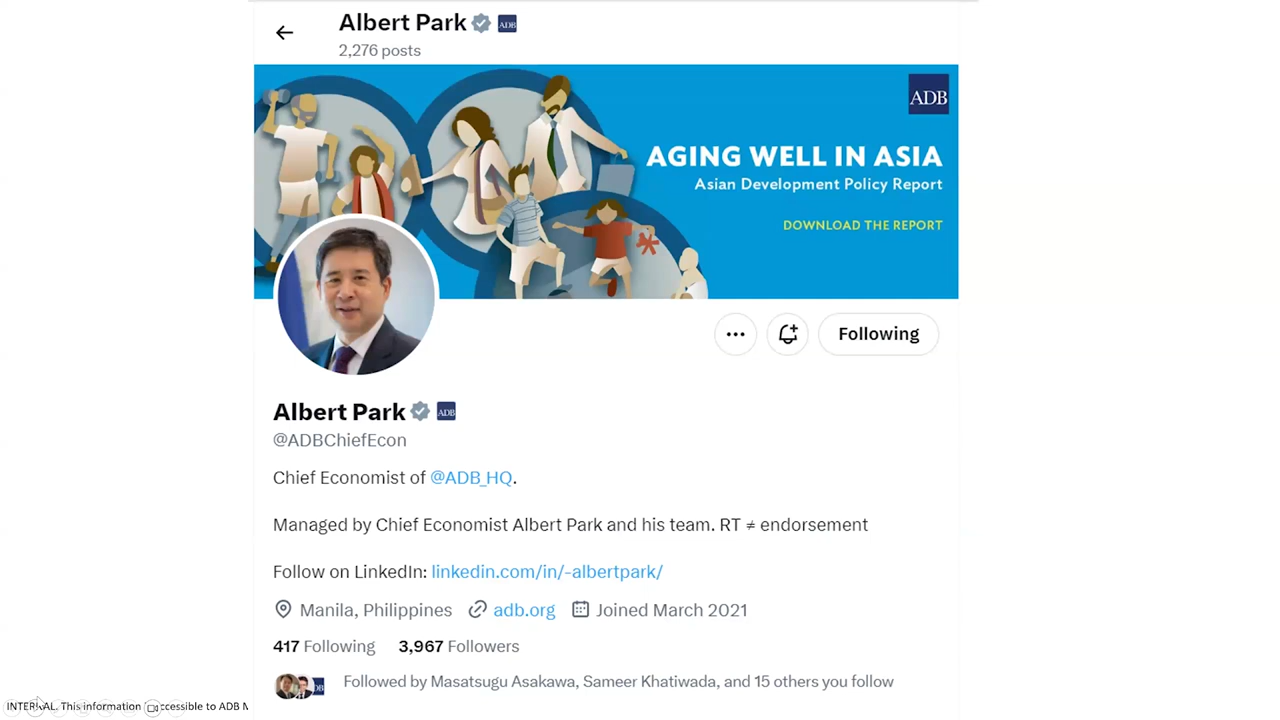 Albert Park ADB
2,276 posts
ADB
AGING WELL IN ASIA
Asian Development Policy Report
DOWNLOAD THE REPORT
Following
Albert Park ADB
@ADBChiefEcon
Chief Economist of @ADB_HQ.
Managed by Chief Economist Albert Park and his team. RT ≠ endorsement
Follow on LinkedIn: linkedin.com/in/-albertpark/
Manila, Philippines adb.org Joined March 2021
417 Following 3,967 Followers
Followed by Masatsugu Asakawa, Sameer Khatiwada, and 15 others you follow
INTERNAL. This information accessible to ADB M